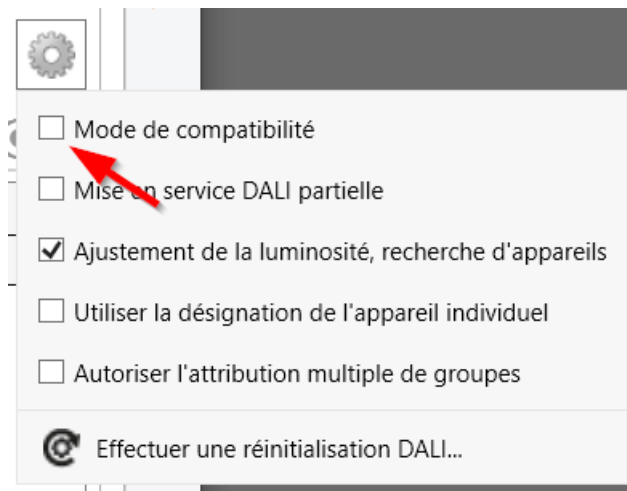 Mode de compatibilité
Mise en service DALI partielle
Ajustement de la luminosité, recherche d'appareils
Utiliser la désignation de l'appareil individuel
Autoriser l'attribution multiple de groupes
Effectuer une réinitialisation DALI...